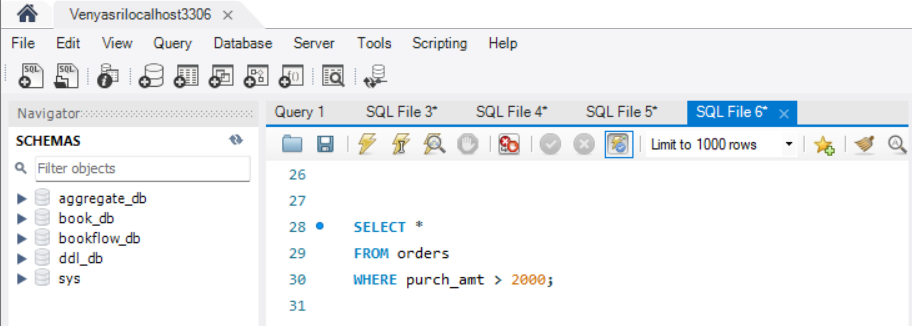 Venyasrilocalhost3306 ×
File Edit View Query Database Server Tools Scripting Help
SQL SQL
Navigator
Query 1 SQL File 3* SQL File 4* SQL File 5* SQL File 6* ×
SCHEMAS
Limit to 1000 rows
Filter objects
aggregate_db
book_db
bookflow_db
ddl_db
sys
26
27
28 SELECT *
29 FROM orders
30 WHERE purch_amt > 2000;
31